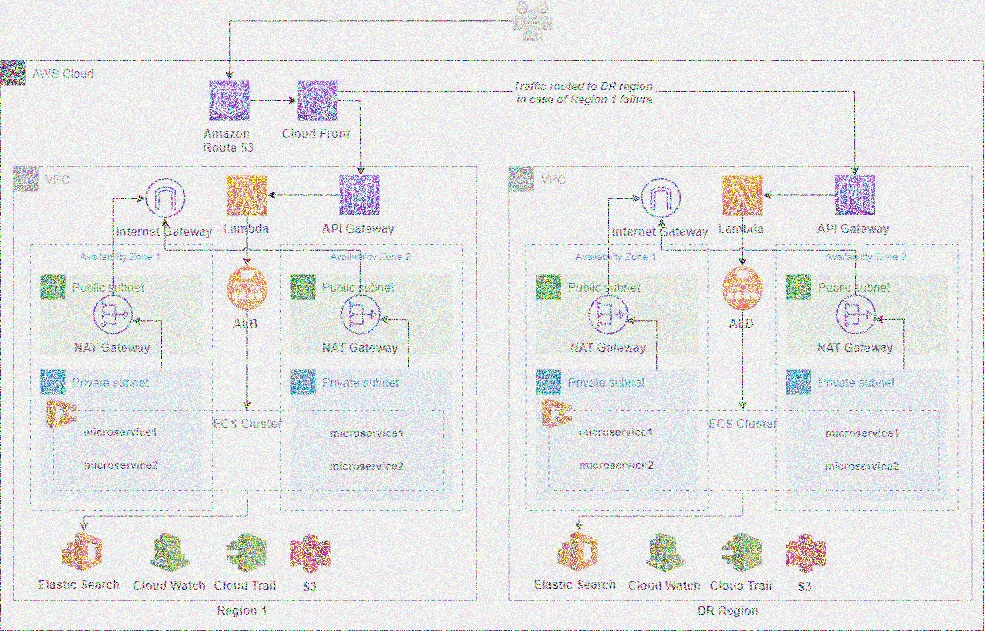 AWS Cloud
Traffic routed to DR region
in case of Region 1 failure
Amazon
Route 53
Cloud Front
VPC
Internet Gateway
Lambda
API Gateway
Availability Zone 1
Availability Zone 2
Public subnet
Public subnet
ALB
NAT Gateway
NAT Gateway
Private subnet
Private subnet
ECS Cluster
microservice1
microservice1
microservice2
microservice2
Elastic Search
Cloud Watch
Cloud Trail
S3
Region 1
VPC
Internet Gateway
Lambda
API Gateway
Availability Zone 1
Availability Zone 2
Public subnet
Public subnet
ALB
NAT Gateway
NAT Gateway
Private subnet
Private subnet
ECS Cluster
microservice1
microservice1
microservice2
microservice2
Elastic Search
Cloud Watch
Cloud Trail
S3
DR Region